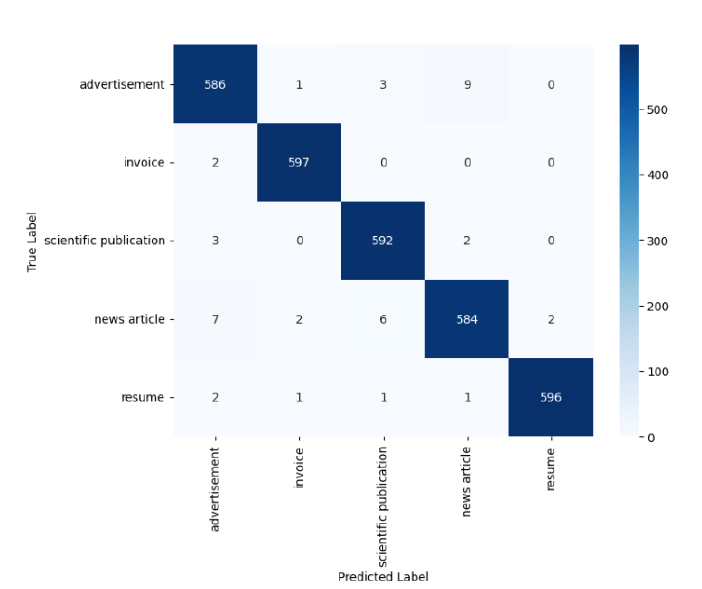 advertisement 586 1 3 9 0
invoice 2 597 0 0 0
scientific publication 3 0 592 2 0
news article 7 2 6 584 2
resume 2 1 1 1 596
True Label
advertisement
invoice
scientific publication
news article
resume
Predicted Label
500
400
300
200
100
0